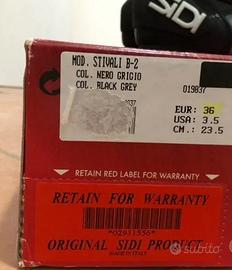 SIDI
MOD. STIVALI B-2
COL. NERO GRIGIO
COL. BLACK GREY
019837
EUR: 36
USA: 3.5
CM.: 23.5
RETAIN RED LABEL FOR WARRANTY
RETAIN FOR WARRANTY
*02931556*
ORIGINAL SIDI PRODUCT
MADE IN ITALY
subito